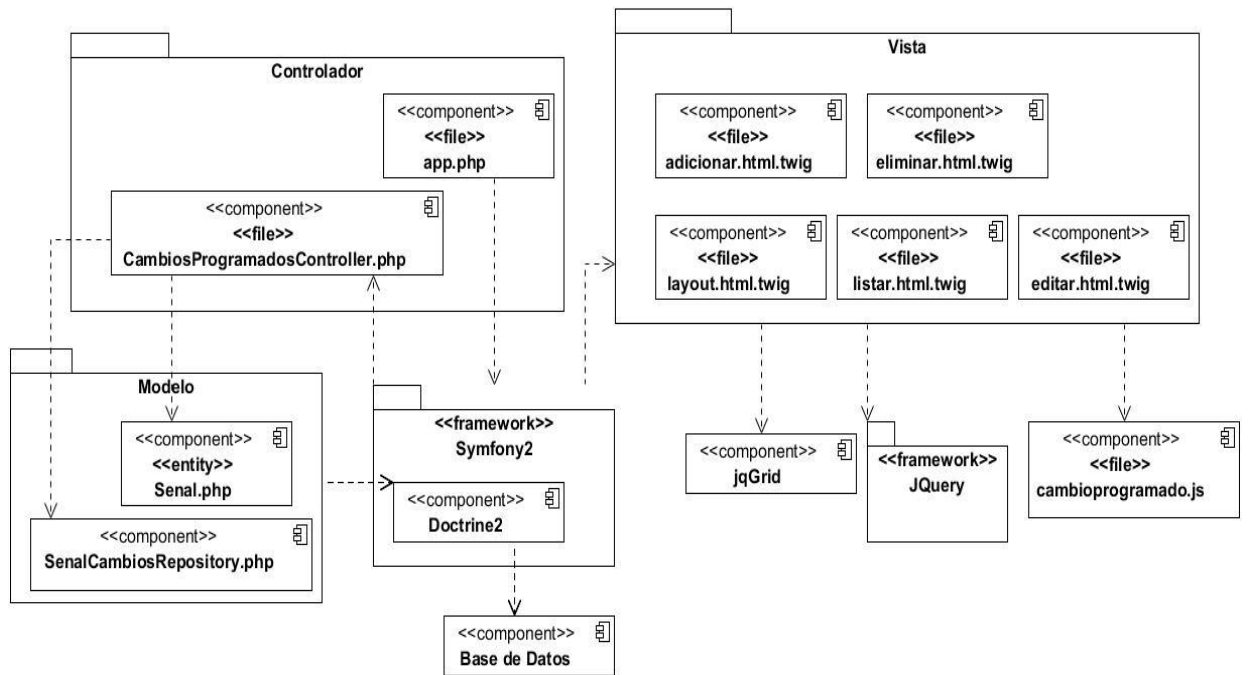 Controlador
<<component>>
<<file>>
app.php
<<component>>
<<file>>
CambiosProgramadosController.php
Vista
<<component>>
<<file>>
adicionar.html.twig
<<component>>
<<file>>
eliminar.html.twig
<<component>>
<<file>>
layout.html.twig
<<component>>
<<file>>
listar.html.twig
<<component>>
<<file>>
editar.html.twig
Modelo
<<component>>
<<entity>>
Senal.php
<<component>>
SenalCambiosRepository.php
<<framework>>
Symfony2
<<component>>
Doctrine2
<<component>>
Base de Datos
<<component>>
jqGrid
<<framework>>
JQuery
<<component>>
<<file>>
cambioprogramado.js